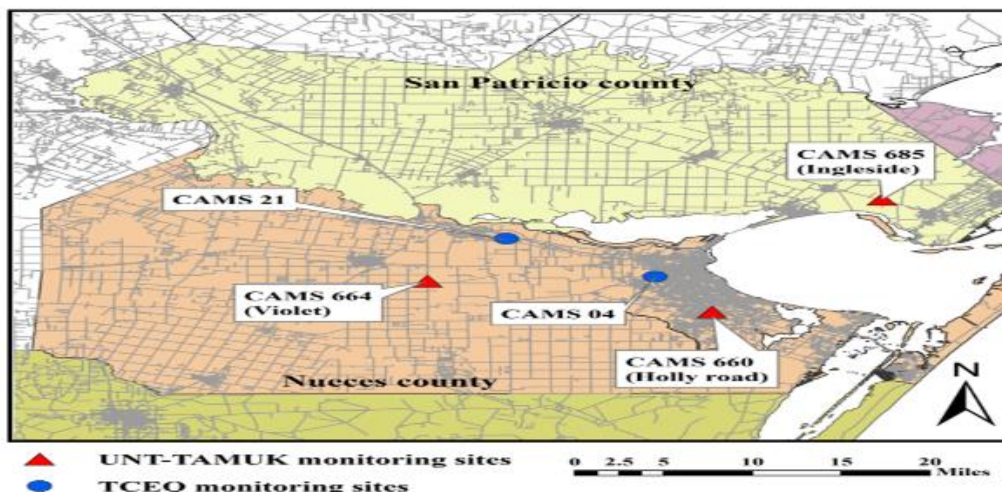 San Patricio county
CAMS 685
(Ingleside)
CAMS 21
CAMS 664
(Violet)
CAMS 04
CAMS 660
(Holly road)
Nueces county
N
UNT-TAMUK monitoring sites
TCEQ monitoring sites
0 2.5 5 10 15 20
Miles